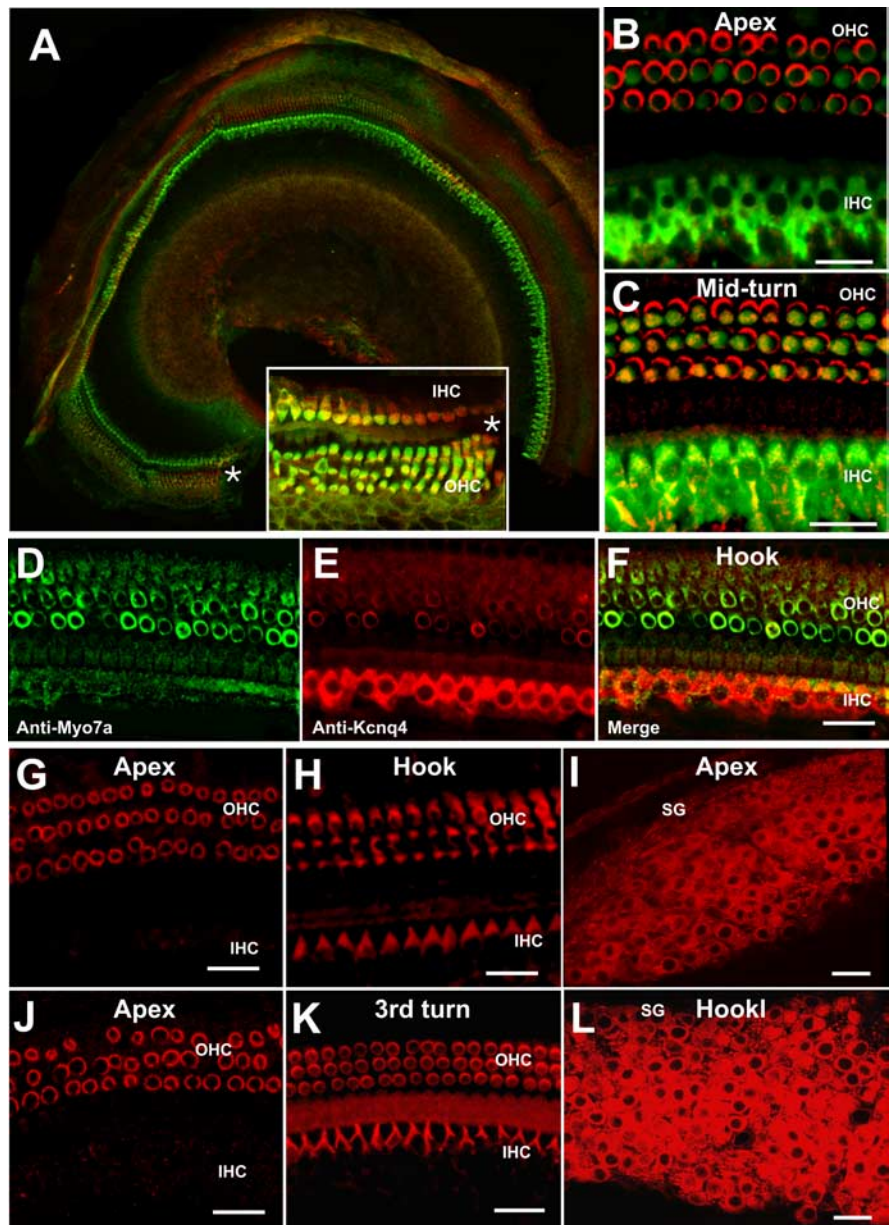 A
IHC
*
OHC
*
B
Apex
OHC
IHC
C
Mid-turn
OHC
IHC
D
Anti-Myo7a
E
Anti-Kcnq4
F
Hook
OHC
IHC
Merge
G
Apex
OHC
IHC
H
Hook
OHC
IHC
I
Apex
SG
J
Apex
OHC
IHC
K
3rd turn
OHC
IHC
L
SG
Hookl